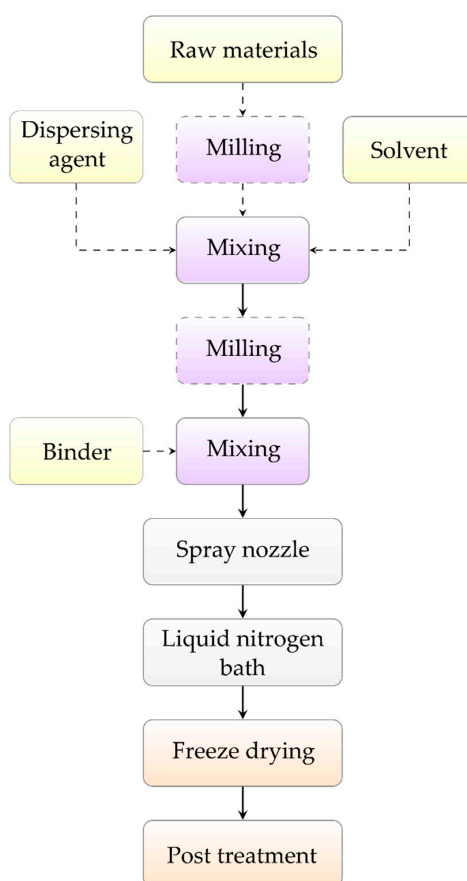 Raw materials
Dispersing
agent
Milling
Solvent
Mixing
Milling
Binder
Mixing
Spray nozzle
Liquid nitrogen
bath
Freeze drying
Post treatment